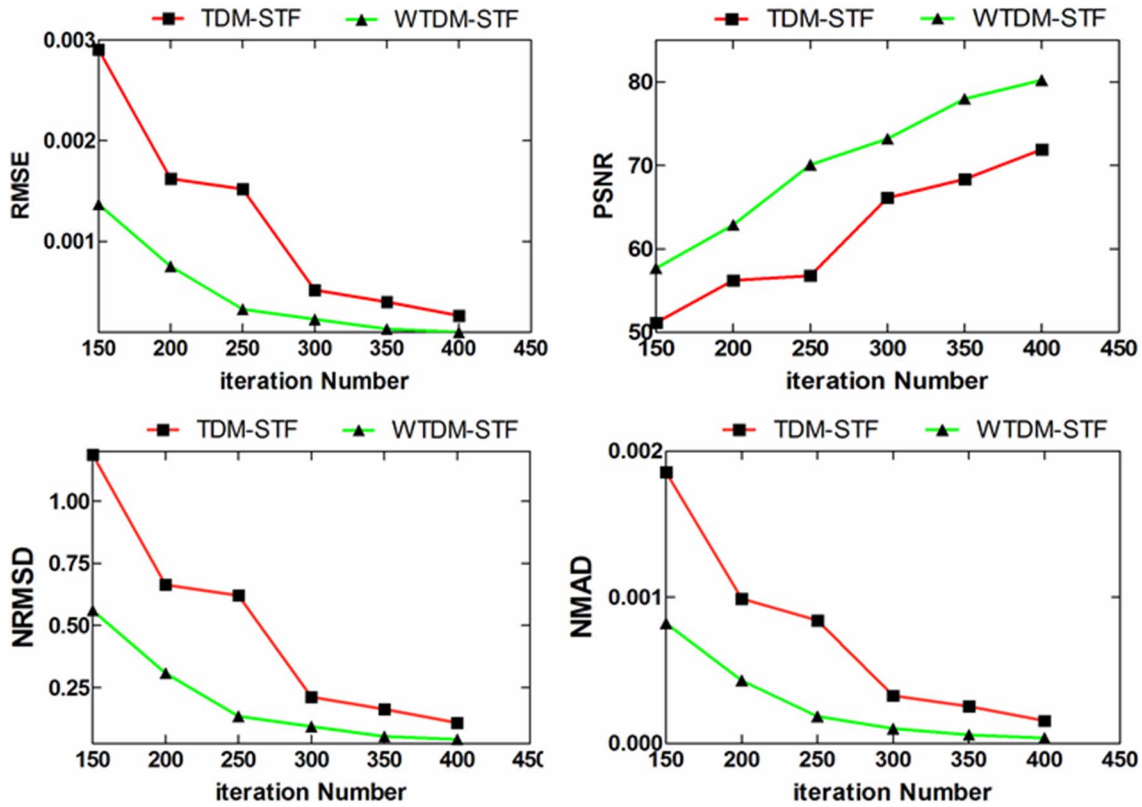 TDM-STF WTDM-STF
0.003
0.002
0.001
RMSE
150 200 250 300 350 400 450
iteration Number
TDM-STF WTDM-STF
80
70
60
50
PSNR
150 200 250 300 350 400 450
iteration Number
TDM-STF WTDM-STF
1.00
0.75
0.50
0.25
NRMSD
150 200 250 300 350 400 450
iteration Number
TDM-STF WTDM-STF
0.002
0.001
0.000
NMAD
150 200 250 300 350 400 450
iteration Number